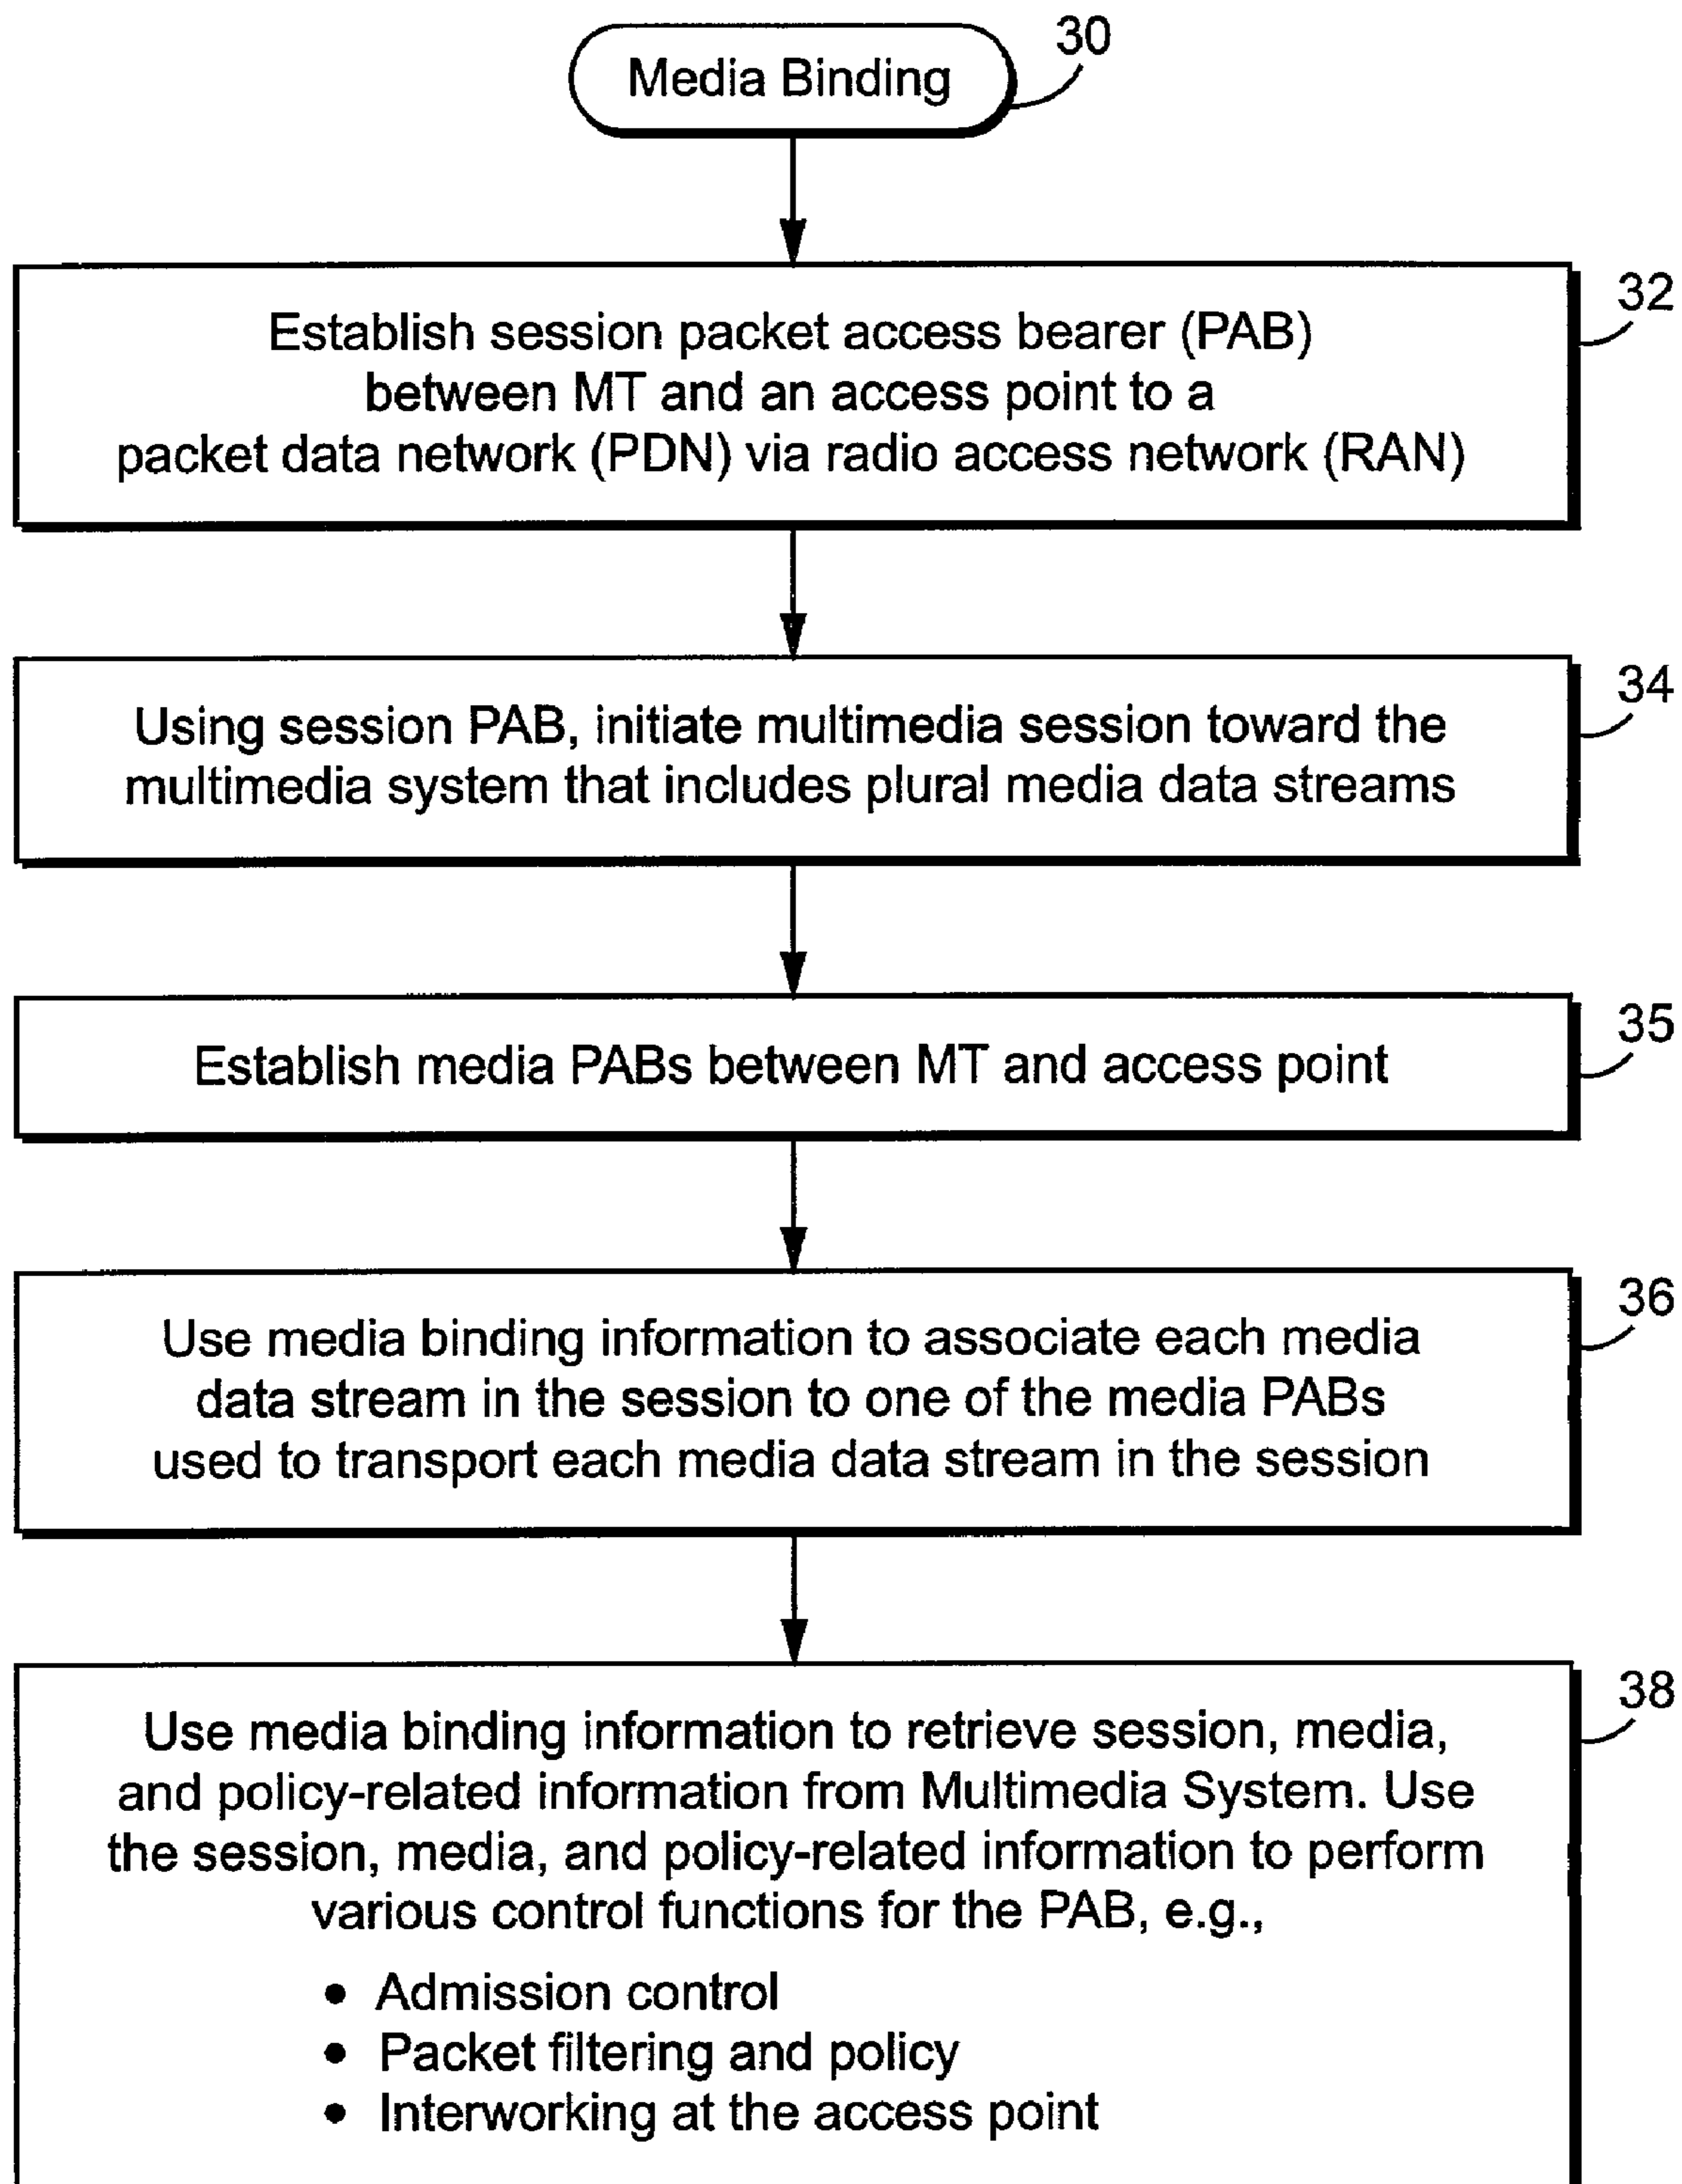 Media Binding
30
32
Establish session packet access bearer (PAB)
between MT and an access point to a
packet data network (PDN) via radio access network (RAN)
34
Using session PAB, initiate multimedia session toward the
multimedia system that includes plural media data streams
35
Establish media PABs between MT and access point
36
Use media binding information to associate each media
data stream in the session to one of the media PABs
used to transport each media data stream in the session
38
Use media binding information to retrieve session, media,
and policy-related information from Multimedia System. Use
the session, media, and policy-related information to perform
various control functions for the PAB, e.g.,
• Admission control
• Packet filtering and policy
• Interworking at the access point